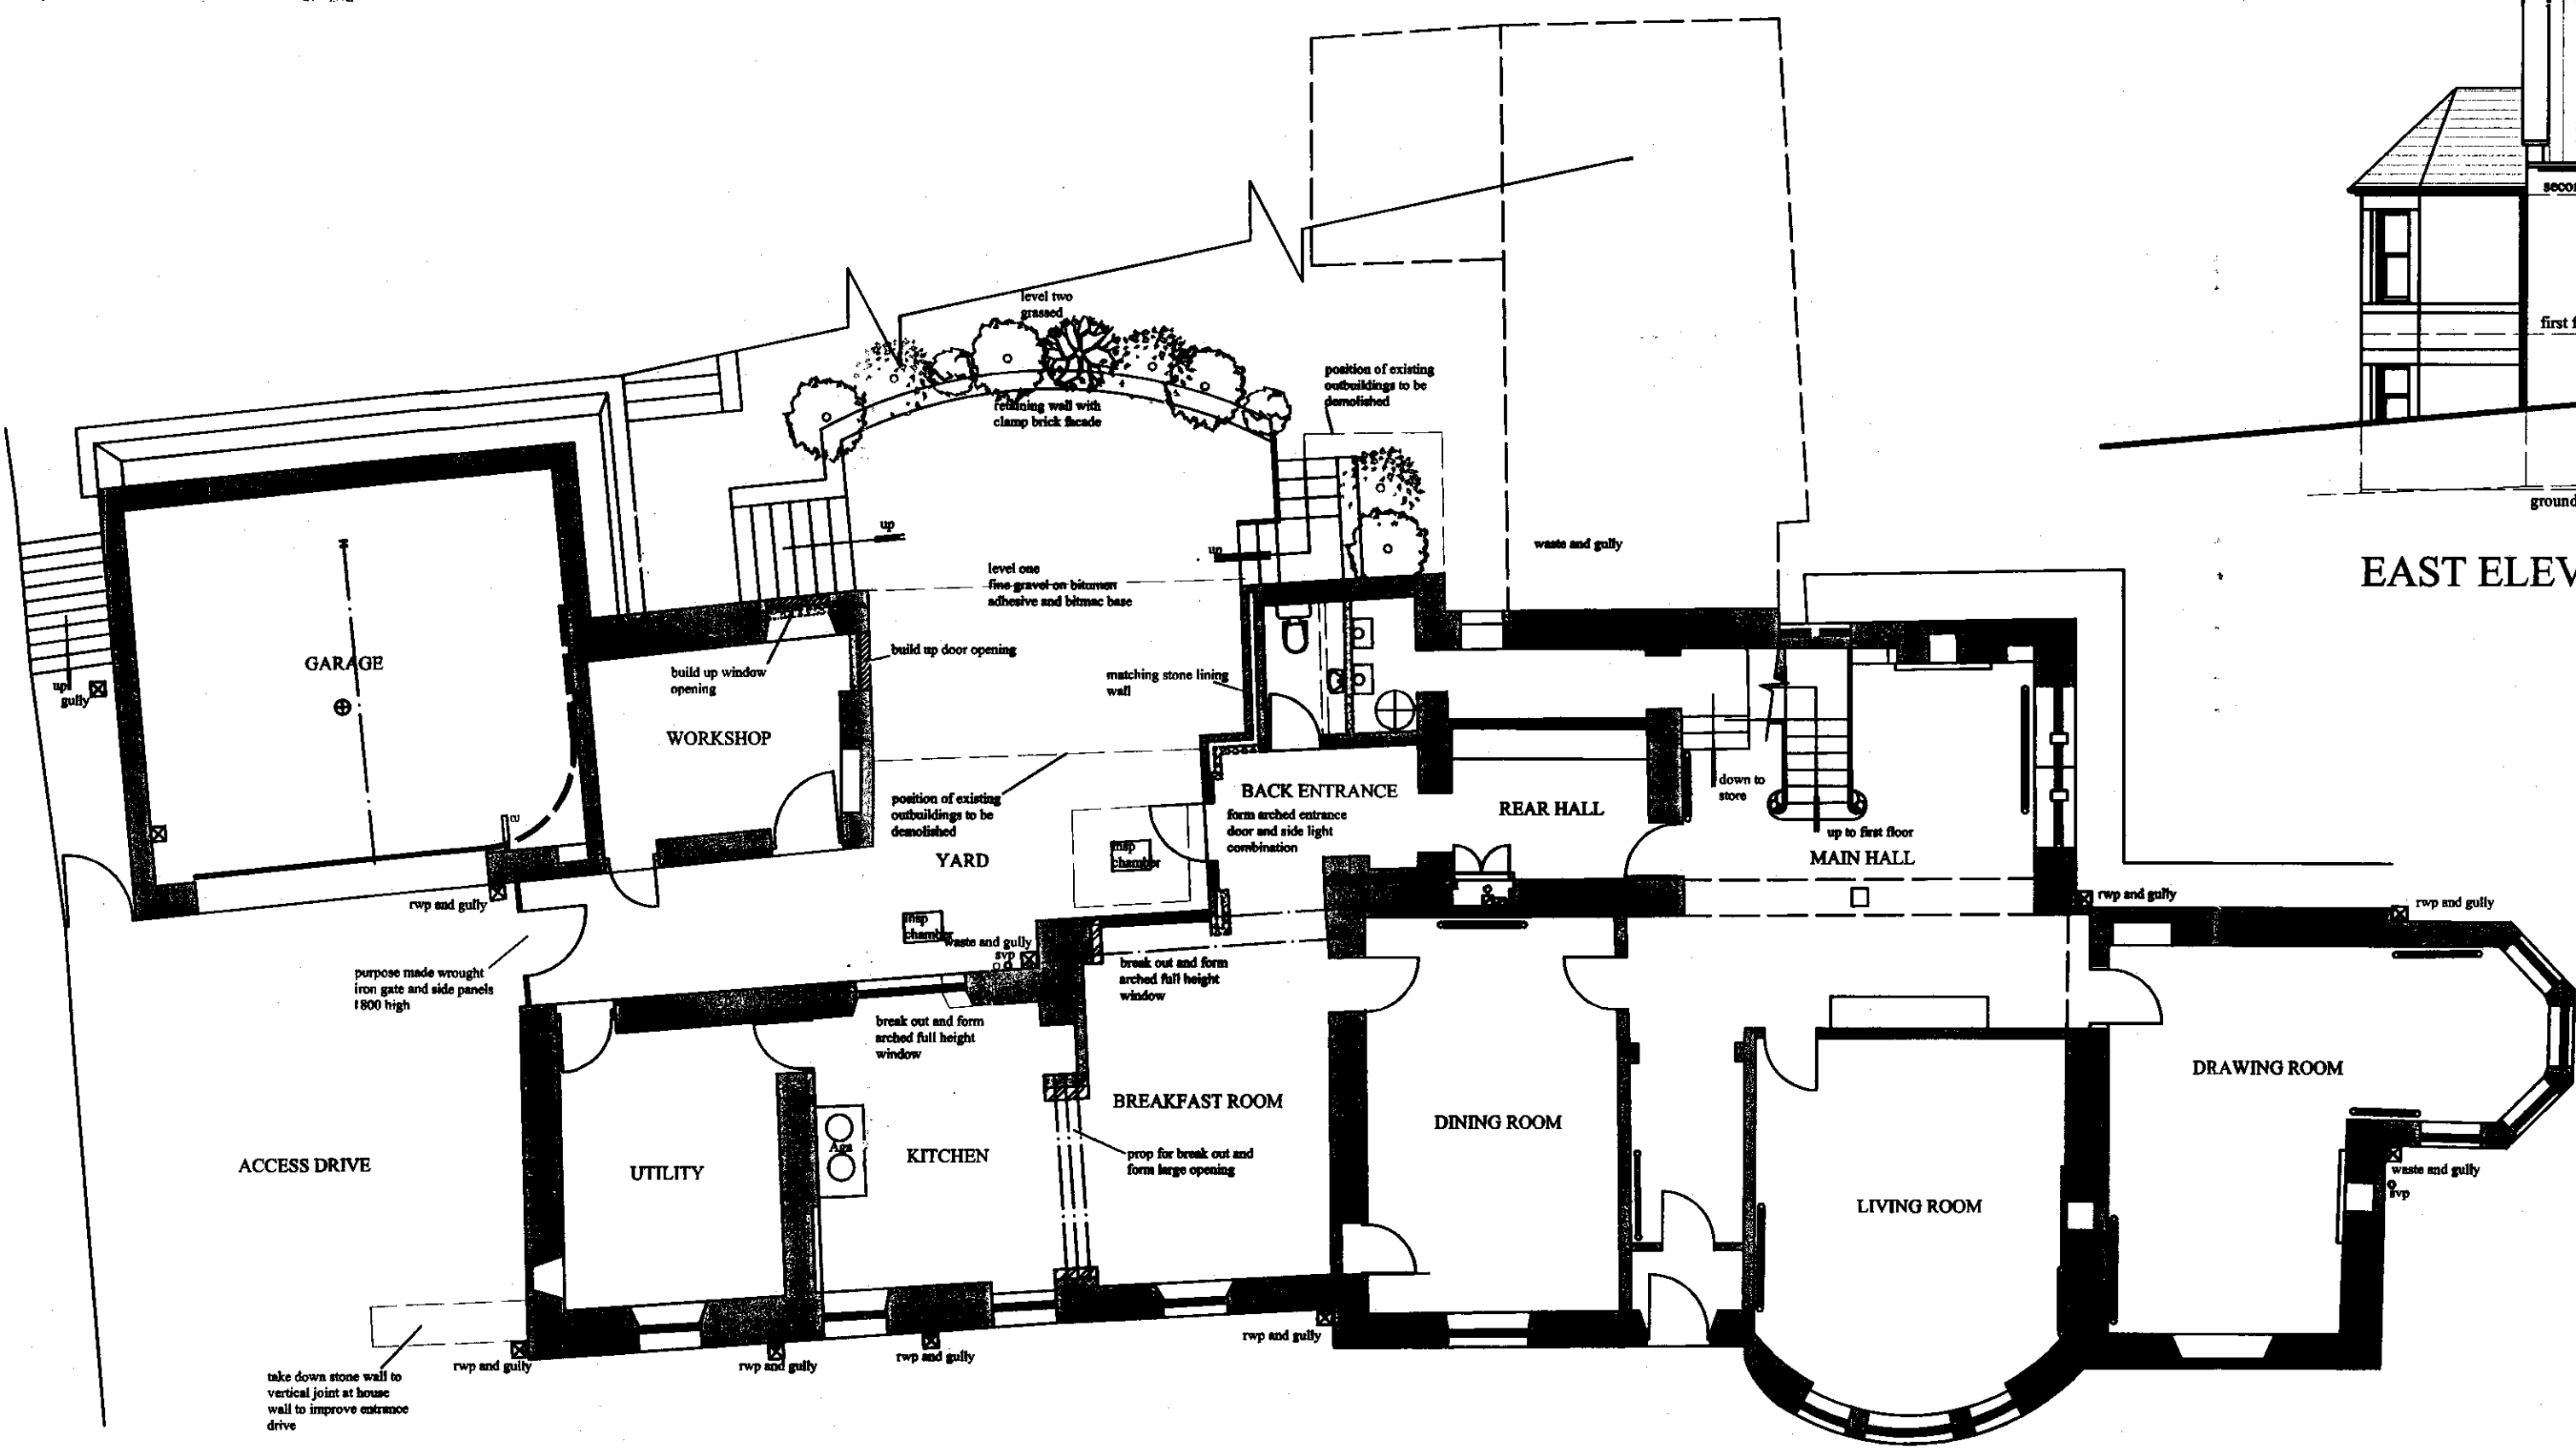 secon
first f
ground
EAST ELEV
level two
grassed
retaining wall with
clamp brick facade
position of existing
outbuildings to be
demolished
up
up
waste and gully
level one
fine gravel on bitumen
adhesive and bitmac base
GARAGE
up
gully
build up window
opening
build up door opening
WORKSHOP
matching stone lining
wall
position of existing
outbuildings to be
demolished
YARD
insp
chamber
BACK ENTRANCE
form arched entrance
door and side light
combination
REAR HALL
down to
store
up to first floor
MAIN HALL
rwp and gully
rwp and gully
rwp and gully
insp
chamber
waste and gully
svp
purpose made wrought
iron gate and side panels
1800 high
break out and form
arched full height
window
break out and form
arched full height
window
ACCESS DRIVE
UTILITY
Aga
KITCHEN
BREAKFAST ROOM
prop for break out and
form large opening
DINING ROOM
LIVING ROOM
DRAWING ROOM
waste and gully
svp
rwp and gully
rwp and gully
rwp and gully
rwp and gully
take down stone wall to
vertical joint at house
wall to improve entrance
drive